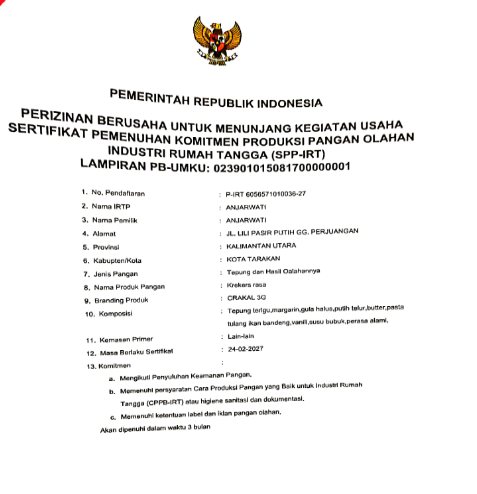 PEMERINTAH REPUBLIK INDONESIA
PERIZINAN BERUSAHA UNTUK MENUNJANG KEGIATAN USAHA
SERTIFIKAT PEMENUHAN KOMITMEN PRODUKSI PANGAN OLAHAN
INDUSTRI RUMAH TANGGA (SPP-IRT)
LAMPIRAN PB-UMKU: 023901015081700000001
1. No. Pendaftaran : P-IRT 6056571010036-27
2. Nama IRTP : ANJARWATI
3. Nama Pemilik : ANJARWATI
4. Alamat : JL. LILI PASIR PUTIH GG. PERJUANGAN
5. Provinsi : KALIMANTAN UTARA
6. Kabupten/Kota : KOTA TARAKAN
7. Jenis Pangan : Tepung dan Hasil Oalahannya
8. Nama Produk Pangan : Krekers rasa
9. Branding Produk : CRAKAL 3G
10. Komposisi : Tepung terigu,margarin,gula halus,putih telur,butter,pasta
tulang ikan bandeng,vanili,susu bubuk,perasa alami.
11. Kemasan Primer : Lain-lain
12. Masa Berlaku Sertifikat : 24-02-2027
13. Komitmen :
a. Mengikuti Penyuluhan Keamanan Pangan.
b. Memenuhi persyaratan Cara Produksi Pangan yang Baik untuk Industri Rumah
Tangga (CPPB-IRT) atau higiene sanitasi dan dokumentasi.
c. Memenuhi ketentuan label dan iklan pangan olahan.
Akan dipenuhi dalam waktu 3 bulan